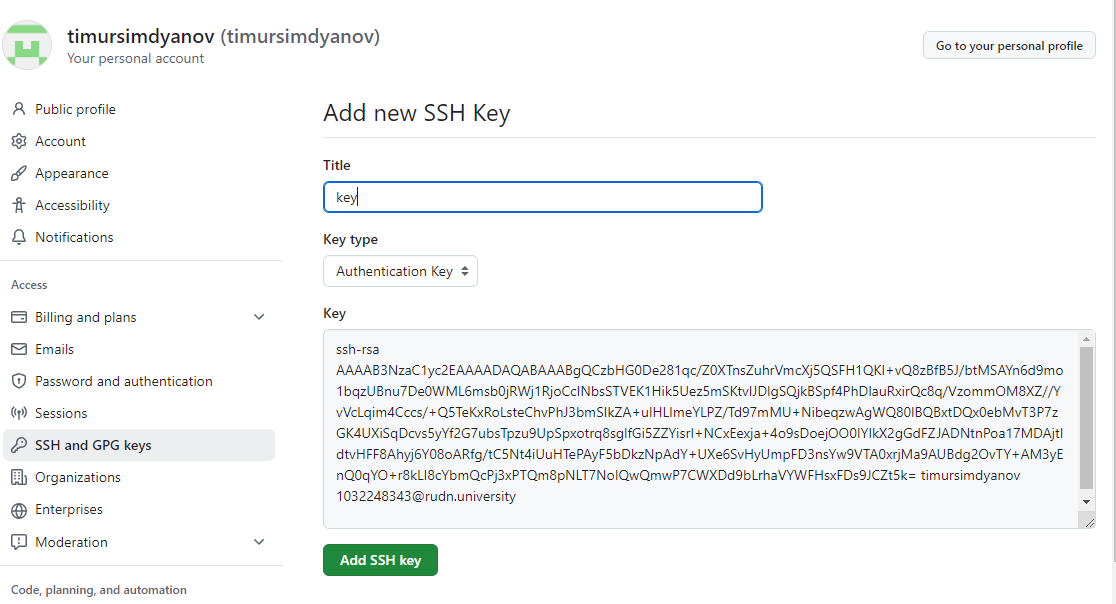 timursimdyanov (timursimdyanov)
Your personal account
Go to your personal profile
Public profile
Account
Appearance
Accessibility
Notifications
Access
Billing and plans
Emails
Password and authentication
Sessions
SSH and GPG keys
Organizations
Enterprises
Moderation
Code, planning, and automation
Add new SSH Key
Title
key
Key type
Authentication Key
Key
ssh-rsa
AAAAB3NzaC1yc2EAAAADAQABAAABgQCzbHG0De281qc/Z0XTnsZuhrVmcXj5QSFH1QKI+vQ8zBfB5J/btMSAYn6d9mo
1bqzUBnu7De0WML6msb0jRWj1RjoCcINbsSTVEK1Hik5Uez5mSKtvIJDIgSQjkBSpf4PhDlauRxirQc8q/VzommOM8XZ//Y
vVcLqim4Cccs/+Q5TeKxRoLsteChvPhJ3bmSIkZA+uIHLImeYLPZ/Td97mMU+NibeqzwAgWQ80IBQBxtDQx0ebMvT3P7z
GK4UXiSqDcvs5yYf2G7ubsTpzu9UpSpxotrq8sgIfGi5ZZYisrI+NCxEexja+4o9sDoejOO0IYIkX2gGdFZJADNtnPoa17MDAjtl
dtvHFF8Ahyj6Y08oARfg/tC5Nt4iUuHTePAyF5bDkzNpAdY+UXe6SvHyUmpFD3nsYw9VTA0xrjMa9AUBdg2OvTY+AM3yE
nQ0qYO+r8kLI8cYbmQcPj3xPTQm8pNLT7NoIQwQmwP7CWXDd9bLrhaVYWFHsxFDs9JCZt5k= timursimdyanov
1032248343@rudn.university
Add SSH key